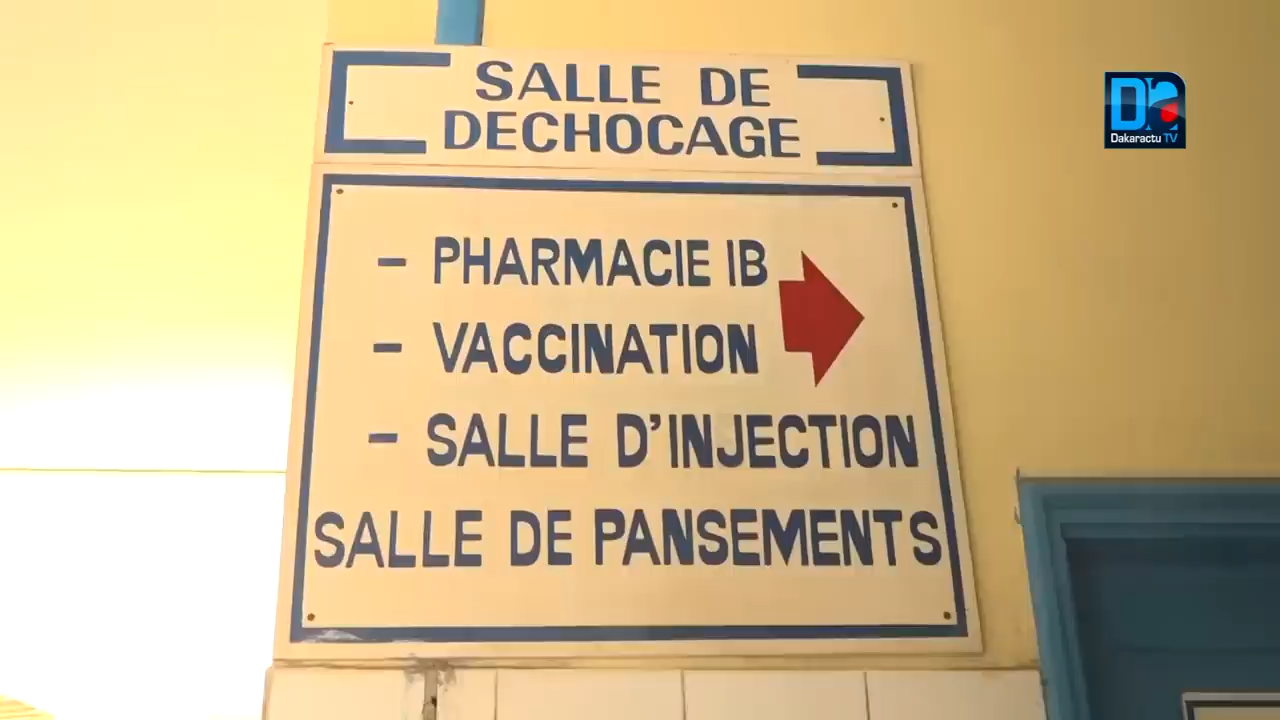 SALLE DE
DECHOCAGE
- PHARMACIE IB
- VACCINATION
- SALLE D'INJECTION
SALLE DE PANSEMENTS
Dakaractu TV